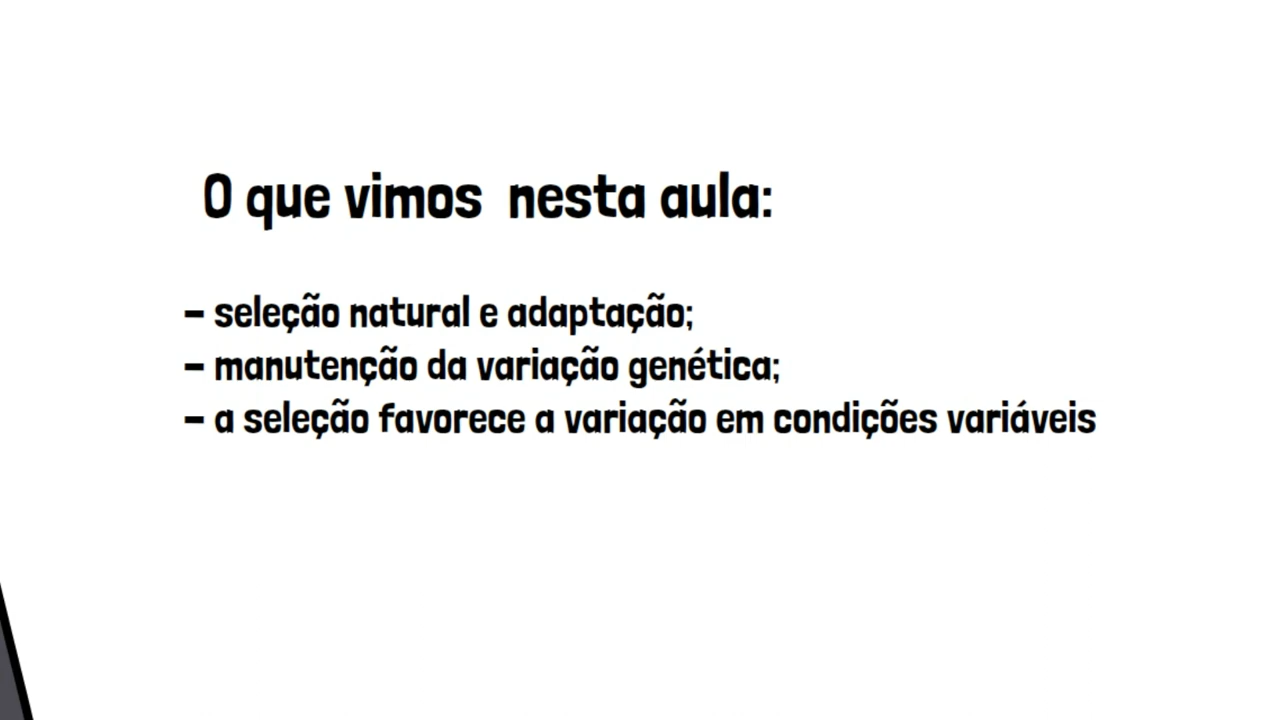 O que vimos nesta aula:
- seleção natural e adaptação;
- manutenção da variação genética;
- a seleção favorece a variação em condições variáveis